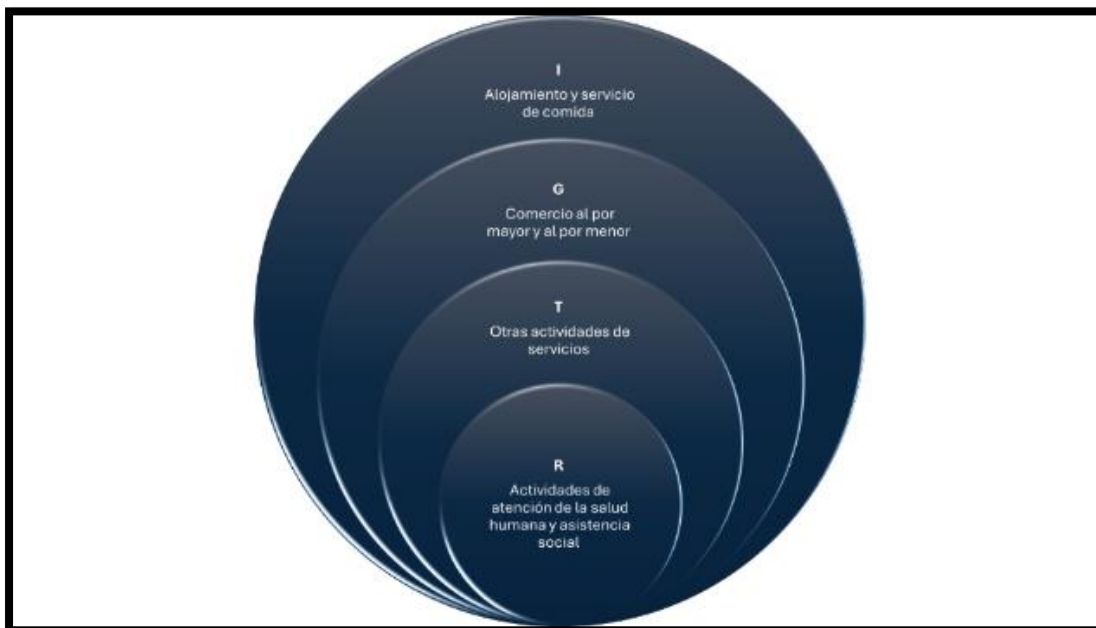 I
Alojamiento y servicio
de comida
G
Comercio al por
mayor y al por menor
T
Otras actividades de
servicios
R
Actividades de
atención de la salud
humana y asistencia
social